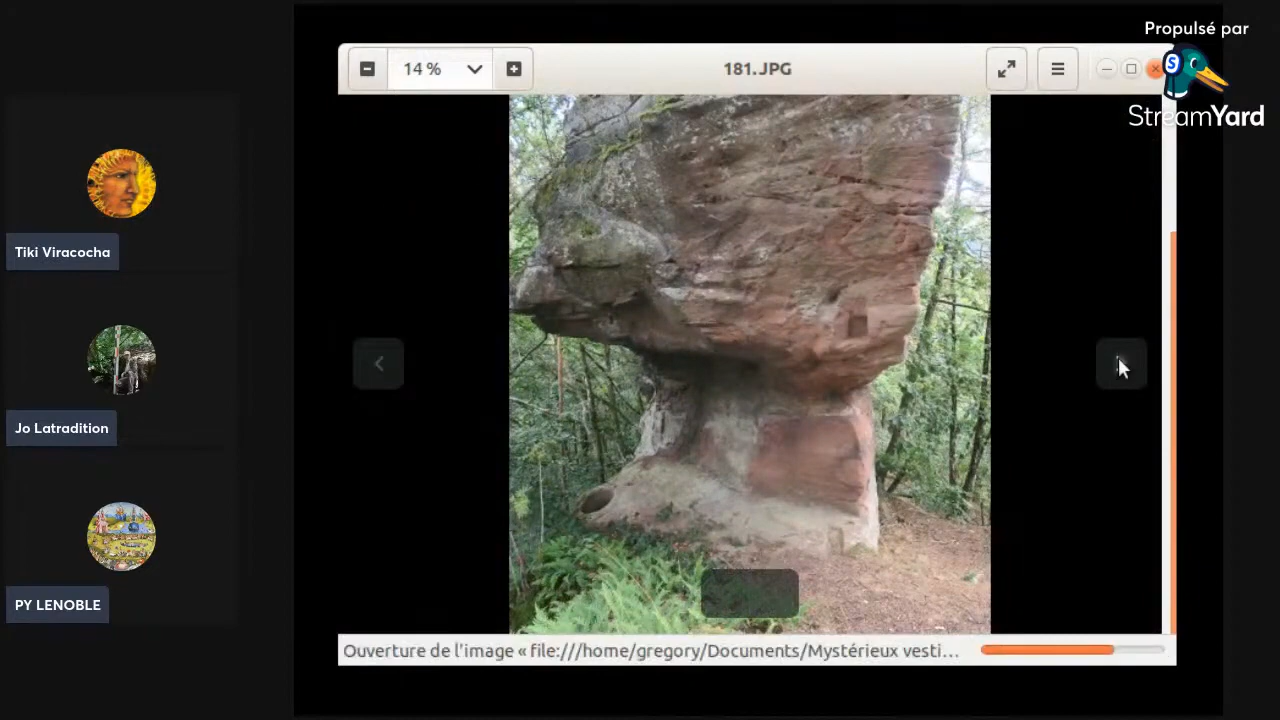 Propulsé par
StreamYard
14 %
181.JPG
Tiki Viracocha
Jo Latradition
PY LENOBLE
Ouverture de l'image « file:///home/gregory/Documents/Mystérieux vesti…